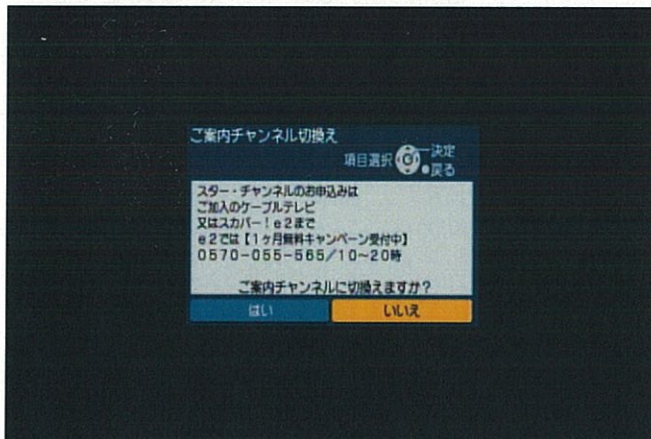 ご案内チャンネル切換え
項目選択 決定
戻る
スター・チャンネルのお申込みは
ご加入のケーブルテレビ
又はスカパー!e2まで
e2では【1ヶ月無料キャンペーン受付中】
0570-055-565/10~20時
ご案内チャンネルに切換えますか?
はい いいえ